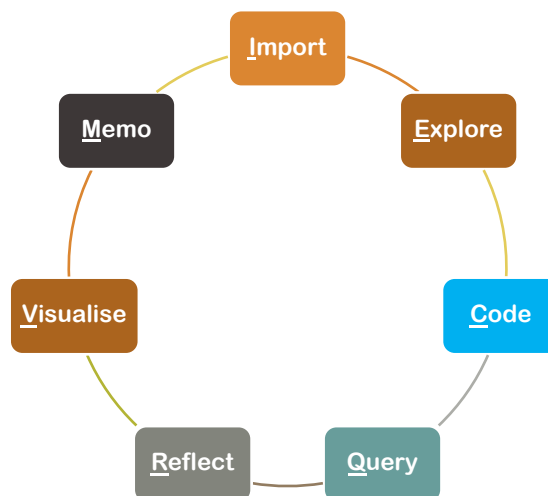 Import
Explore
Code
Query
Reflect
Visualise
Memo